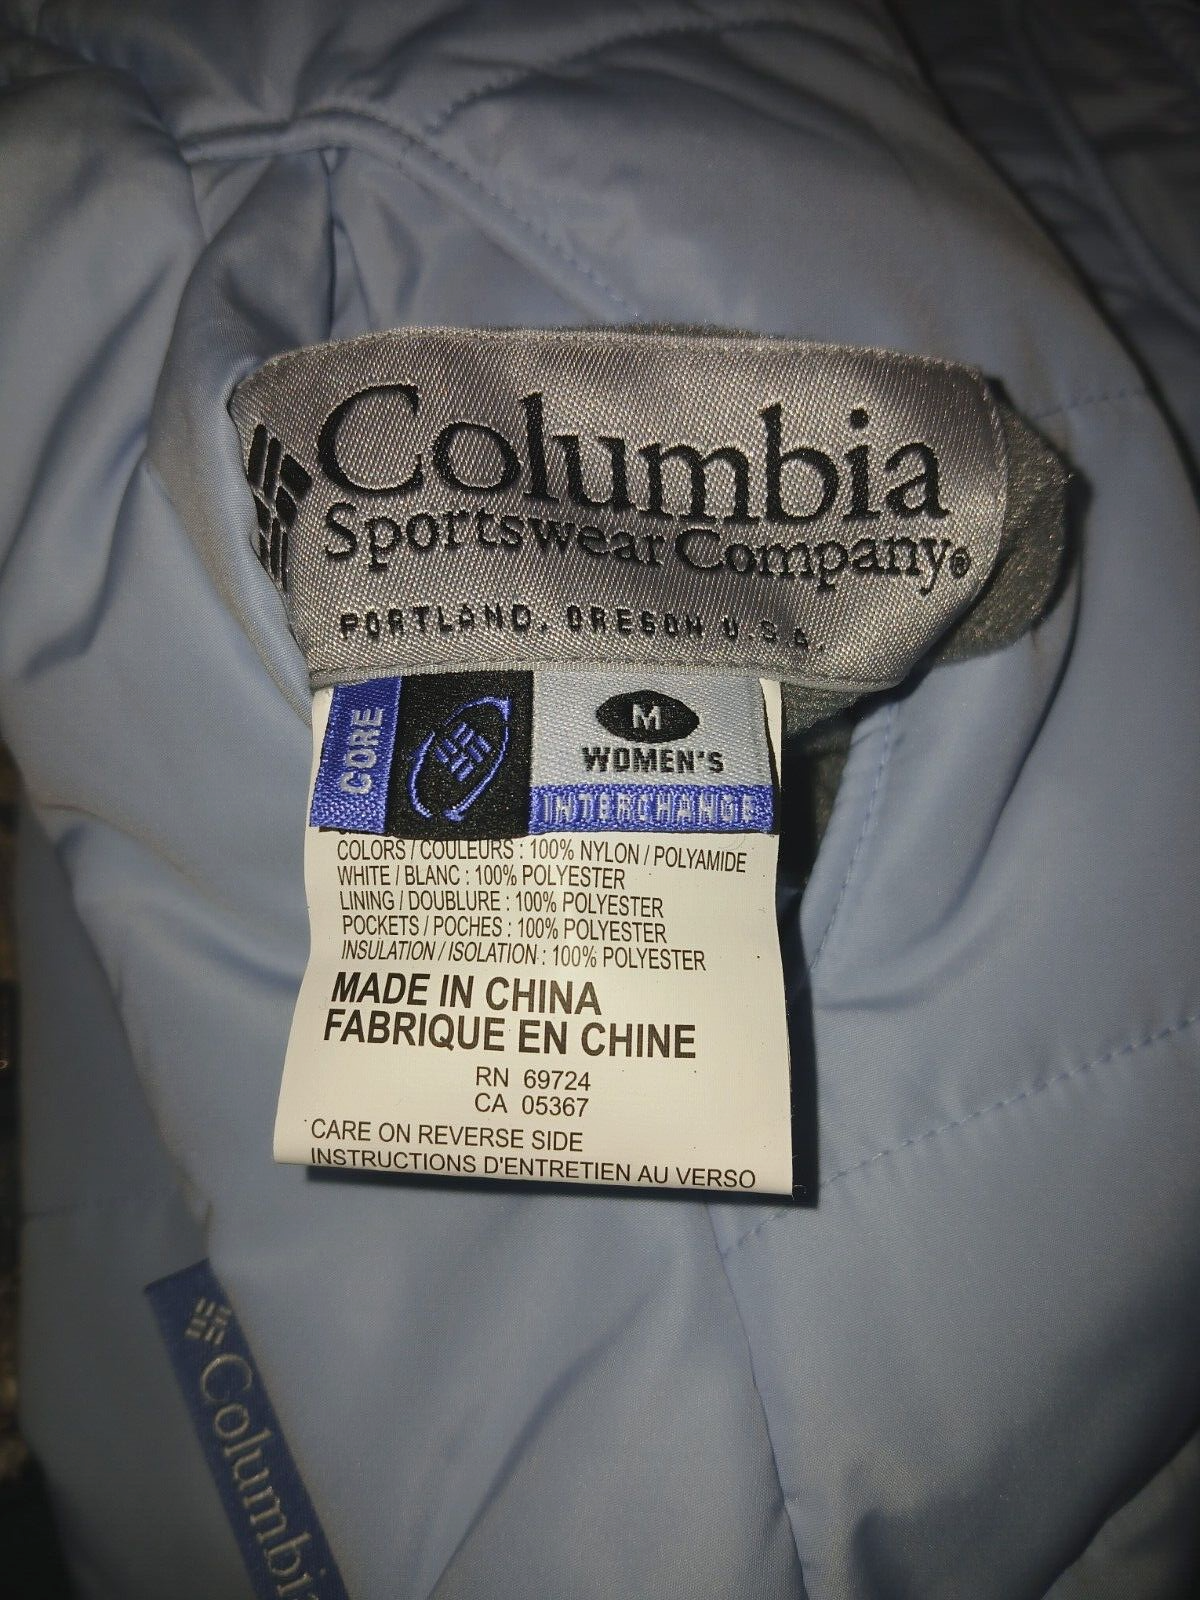 Columbia
Sportswear Company®
PORTLAND, OREGON U.S.A.
CORE
M
WOMEN'S
INTERCHANGE
COLORS / COULEURS : 100% NYLON / POLYAMIDE
WHITE / BLANC : 100% POLYESTER
LINING / DOUBLURE : 100% POLYESTER
POCKETS / POCHES : 100% POLYESTER
INSULATION / ISOLATION : 100% POLYESTER
MADE IN CHINA
FABRIQUE EN CHINE
RN 69724
CA 05367
CARE ON REVERSE SIDE
INSTRUCTIONS D'ENTRETIEN AU VERSO
Columbia